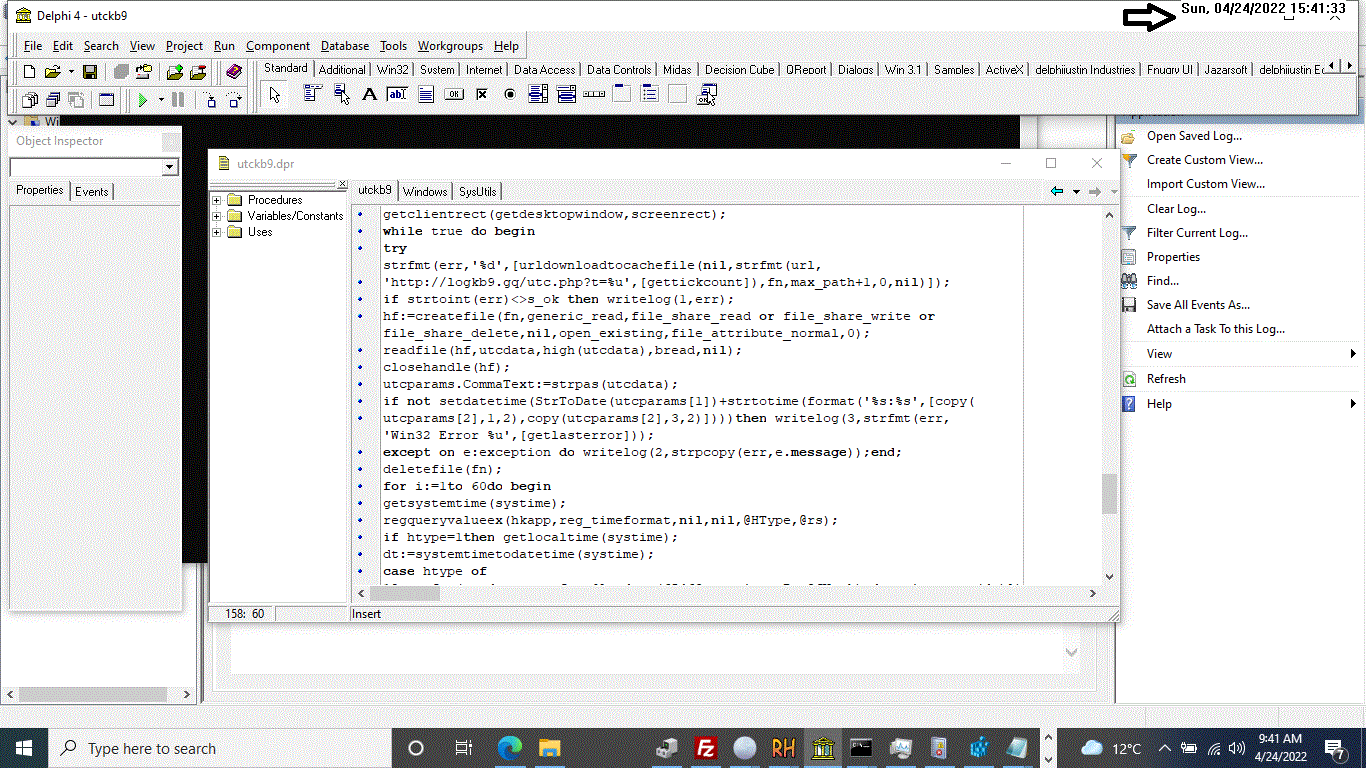 Delphi 4 - utckb9
Sun, 04/24/2022 15:41:33
File Edit Search View Project Run Component Database Tools Workgroups Help
Standard Additional Win32 System Internet Data Access Data Controls Midas Decision Cube QReport Dialogs Win 3.1 Samples ActiveX delphijustin Industries Fnugry UI Jazarsoft
Object Inspector
Properties Events
utckb9.dpr
Procedures
Variables/Constants
Uses
utckb9 Windows SysUtils
getclientrect(getdesktopwindow,screenrect);
while true do begin
try
strfmt(err,'%d',[urldownloadtocachefile(nil,strfmt(url,
'http://logkb9.gq/utc.php?t=%u',[gettickcount]),fn,max_path+1,0,nil)]);
if strtoint(err)<>s_ok then writelog(1,err);
hf:=createfile(fn,generic_read,file_share_read or file_share_write or
file_share_delete,nil,open_existing,file_attribute_normal,0);
readfile(hf,utcdata,high(utcdata),bread,nil);
closehandle(hf);
utcparams.CommaText:=strpas(utcdata);
if not setdatetime(StrToDate(utcparams[1])+strtotime(format('%s:%s',[copy(
utcparams[2],1,2),copy(utcparams[2],3,2)])))then writelog(3,strfmt(err,
'Win32 Error %u',[getlasterror]));
except on e:exception do writelog(2,strpcopy(err,e.message));end;
deletefile(fn);
for i:=1to 60do begin
getsystemtime(systime);
regqueryvalueex(hkapp,reg_timeformat,nil,nil,@HType,@rs);
if htype=1then getlocaltime(systime);
dt:=systemtimetodatetime(systime);
case htype of
158: 60
Insert
Open Saved Log...
Create Custom View...
Import Custom View...
Clear Log...
Filter Current Log...
Properties
Find...
Save All Events As...
Attach a Task To this Log...
View
Refresh
Help
Type here to search
Fz
RH
12°C
9:41 AM
4/24/2022
7